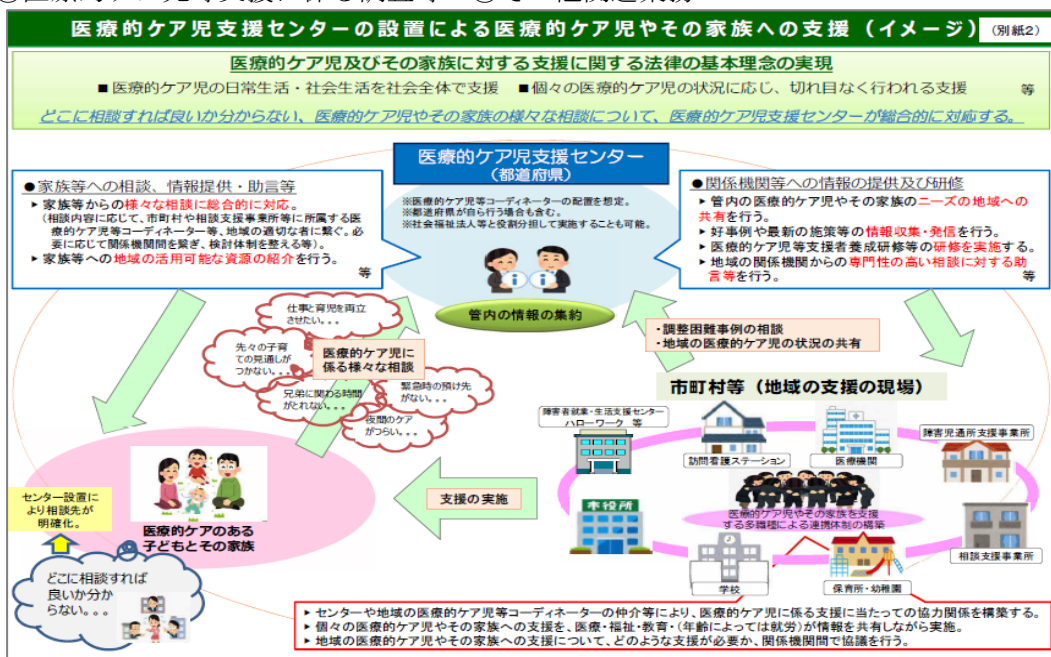 医療的ケア児支援センターの設置による医療的ケア児やその家族への支援（イメージ）
（別紙2）
医療的ケア児及びその家族に対する支援に関する法律の基本理念の実現
■医療的ケア児の日常生活・社会生活を社会全体で支援　■個々の医療的ケア児の状況に応じ、切れ目なく行われる支援　等
どこに相談すれば良いか分からない、医療的ケア児やその家族の様々な相談について、医療的ケア児支援センターが総合的に対応する。
医療的ケア児支援センター
（都道府県）
※医療的ケア児等コーディネーターの配置を想定。
※都道府県が自ら行う場合も含む。
※社会福祉法人等と役割分担して実施することも可能。
管内の情報の集約
●家族等への相談、情報提供・助言等
▶ 家族等からの様々な相談に総合的に対応。
（相談内容に応じて、市町村や相談支援事業所等に所属する医
療的ケア児等コーディネーター等、地域の適切な者に繋ぐ。必
要に応じて関係機関間を繋ぎ、検討体制を整える等）。
▶ 家族等への地域の活用可能な資源の紹介を行う。
等
●関係機関等への情報の提供及び研修
▶ 管内の医療的ケア児やその家族のニーズの地域への
共有を行う。
▶ 好事例や最新の施策等の情報収集・発信を行う。
▶ 医療的ケア児等支援者養成研修等の研修を実施する。
▶ 地域の関係機関からの専門性の高い相談に対する助
言等を行う。　等
仕事と育児を両立
させたい。。。
先々の子育
ての見通しが
つかない。。。
医療的ケア児に
係る様々な相談
兄弟に関わる時間
がとれない。。。
緊急時の預け先
がない。。。
夜間のケア
がつらい。。。
・調整困難事例の相談
・地域の医療的ケア児の状況の共有
市町村等（地域の支援の現場）
障害者就業・生活支援センター
ハローワーク　等
訪問看護ステーション
医療機関
障害児通所支援事業所
市役所
医療的ケア児やその家族を支援
する多職種による連携体制の構築
相談支援事業所
学校
保育所・幼稚園
支援の実施
センター設置に
より相談先が
明確化。
医療的ケアのある
子どもとその家族
どこに相談すれば
良いか分か
らない。。。
▶ センターや地域の医療的ケア児等コーディネーターの仲介等により、医療的ケア児に係る支援に当たっての協力関係を構築する。
▶ 個々の医療的ケア児やその家族への支援を、医療・福祉・教育・（年齢によっては就労）が情報を共有しながら実施。
▶ 地域の医療的ケア児やその家族への支援について、どのような支援が必要か、関係機関間で協議を行う。